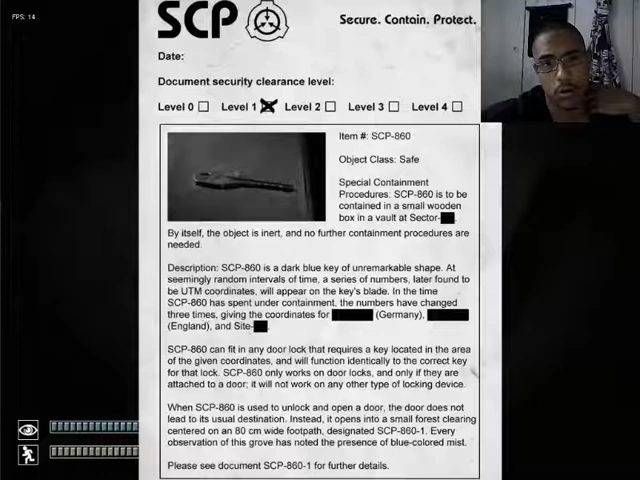 FPS: 14
SCP
Secure. Contain. Protect.
Date:
Document security clearance level:
Level 0 Level 1 Level 2 Level 3 Level 4
Item #: SCP-860
Object Class: Safe
Special Containment
Procedures: SCP-860 is to be
contained in a small wooden
box in a vault at Sector-
By itself, the object is inert, and no further containment procedures are
needed.
Description: SCP-860 is a dark blue key of unremarkable shape. At
seemingly random intervals of time, a series of numbers, later found to
be UTM coordinates, will appear on the key's blade. In the time
SCP-860 has spent under containment, the numbers have changed
three times, giving the coordinates for (Germany),
(England), and Site- .
SCP-860 can fit in any door lock that requires a key located in the area
of the given coordinates, and will function identically to the correct key
for that lock. SCP-860 only works on door locks, and only if they are
attached to a door; it will not work on any other type of locking device.
When SCP-860 is used to unlock and open a door, the door does not
lead to its usual destination. Instead, it opens into a small forest clearing
centered on an 80 cm wide footpath, designated SCP-860-1. Every
observation of this grove has noted the presence of blue-colored mist.
Please see document SCP-860-1 for further details.